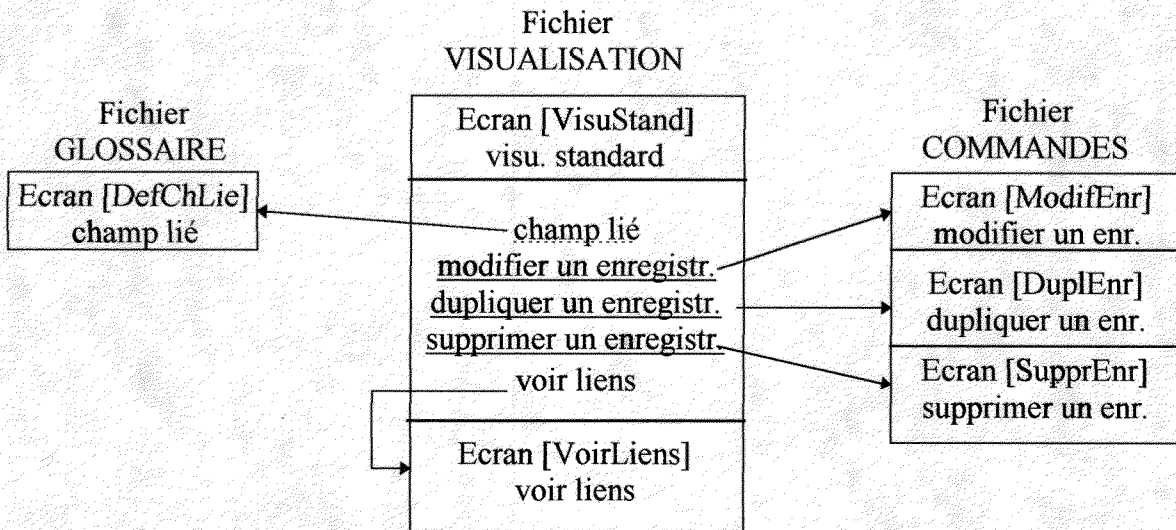 Fichier
VISUALISATION
Fichier
GLOSSAIRE
Ecran [DefChLie]
champ lié
Ecran [VisuStand]
visu. standard
champ lié
modifier un enregistr.
dupliquer un enregistr.
supprimer un enregistr.
voir liens
Ecran [VoirLiens]
voir liens
Fichier
COMMANDES
Ecran [ModifEnr]
modifier un enr.
Ecran [DuplEnr]
dupliquer un enr.
Ecran [SupprEnr]
supprimer un enr.